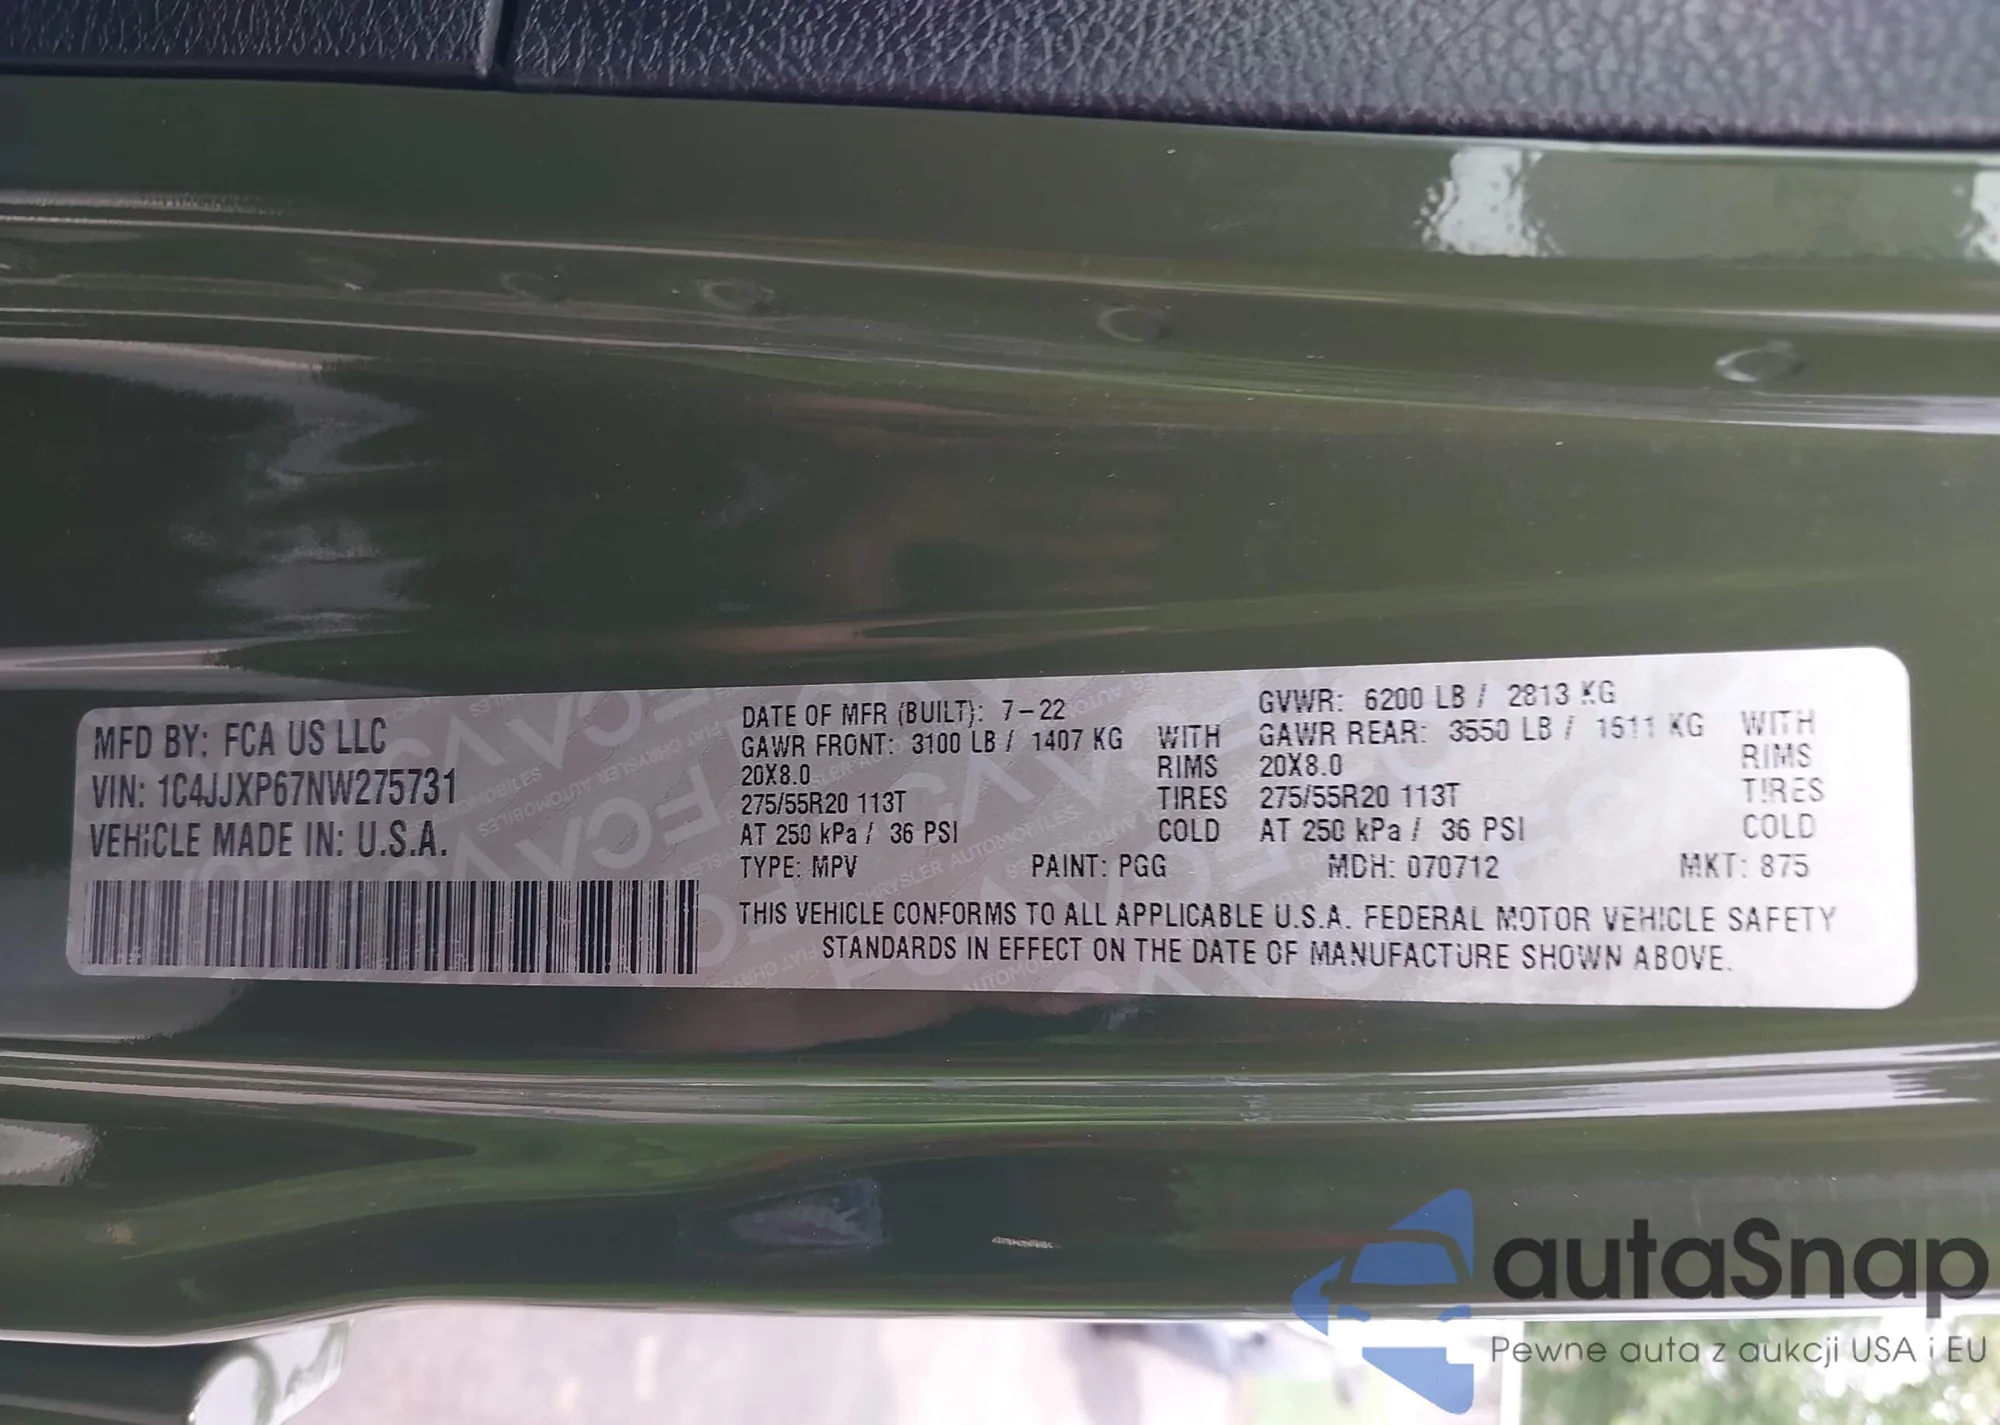 MFD BY: FCA US LLC
VIN: 1C4JJXP67NW275731
VEHICLE MADE IN: U.S.A.
DATE OF MFR (BUILT): 7-22
GVWR: 6200 LB / 2813 KG
GAWR FRONT: 3100 LB / 1407 KG WITH
20X8.0 RIMS
275/55R20 113T TIRES
AT 250 kPa / 36 PSI COLD
GAWR REAR: 3550 LB / 1611 KG WITH
20X8.0 RIMS
275/55R20 113T TIRES
AT 250 kPa / 36 PSI COLD
TYPE: MPV PAINT: PGG MDH: 070712 MKT: 875
THIS VEHICLE CONFORMS TO ALL APPLICABLE U.S.A. FEDERAL MOTOR VEHICLE SAFETY
STANDARDS IN EFFECT ON THE DATE OF MANUFACTURE SHOWN ABOVE.
autaSnap
Pewne auta z aukcji USA i EU